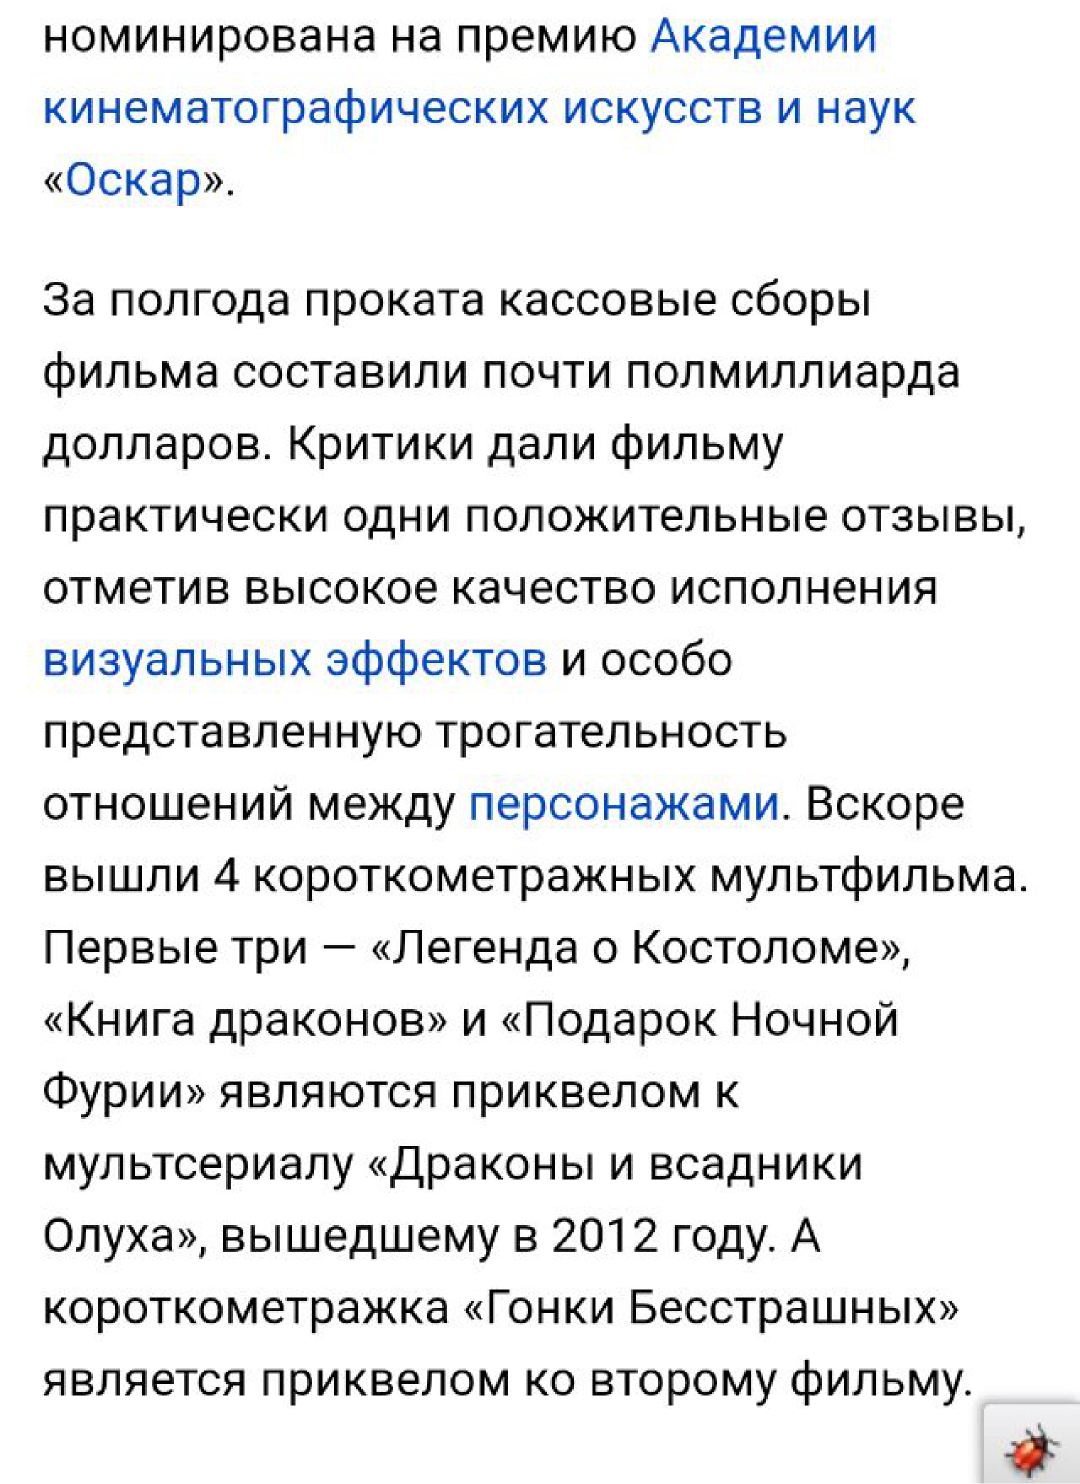 номинирована на премию Академии
кинематографических искусств и наук
«Оскар».
За полгода проката кассовые сборы
фильма составили почти полмиллиарда
долларов. Критики дали фильму
практически одни положительные отзывы,
отметив высокое качество исполнения
визуальных эффектов и особо
представленную трогательность
отношений между персонажами. Вскоре
вышли 4 короткометражных мультфильма.
Первые три — «Легенда о Костоломе»,
«Книга драконов» и «Подарок Ночной
Фурии» являются приквелом к
мультсериалу «Драконы и всадники
Олуха», вышедшему в 2012 году. А
короткометражка «Гонки Бесстрашных»
является приквелом ко второму фильму.